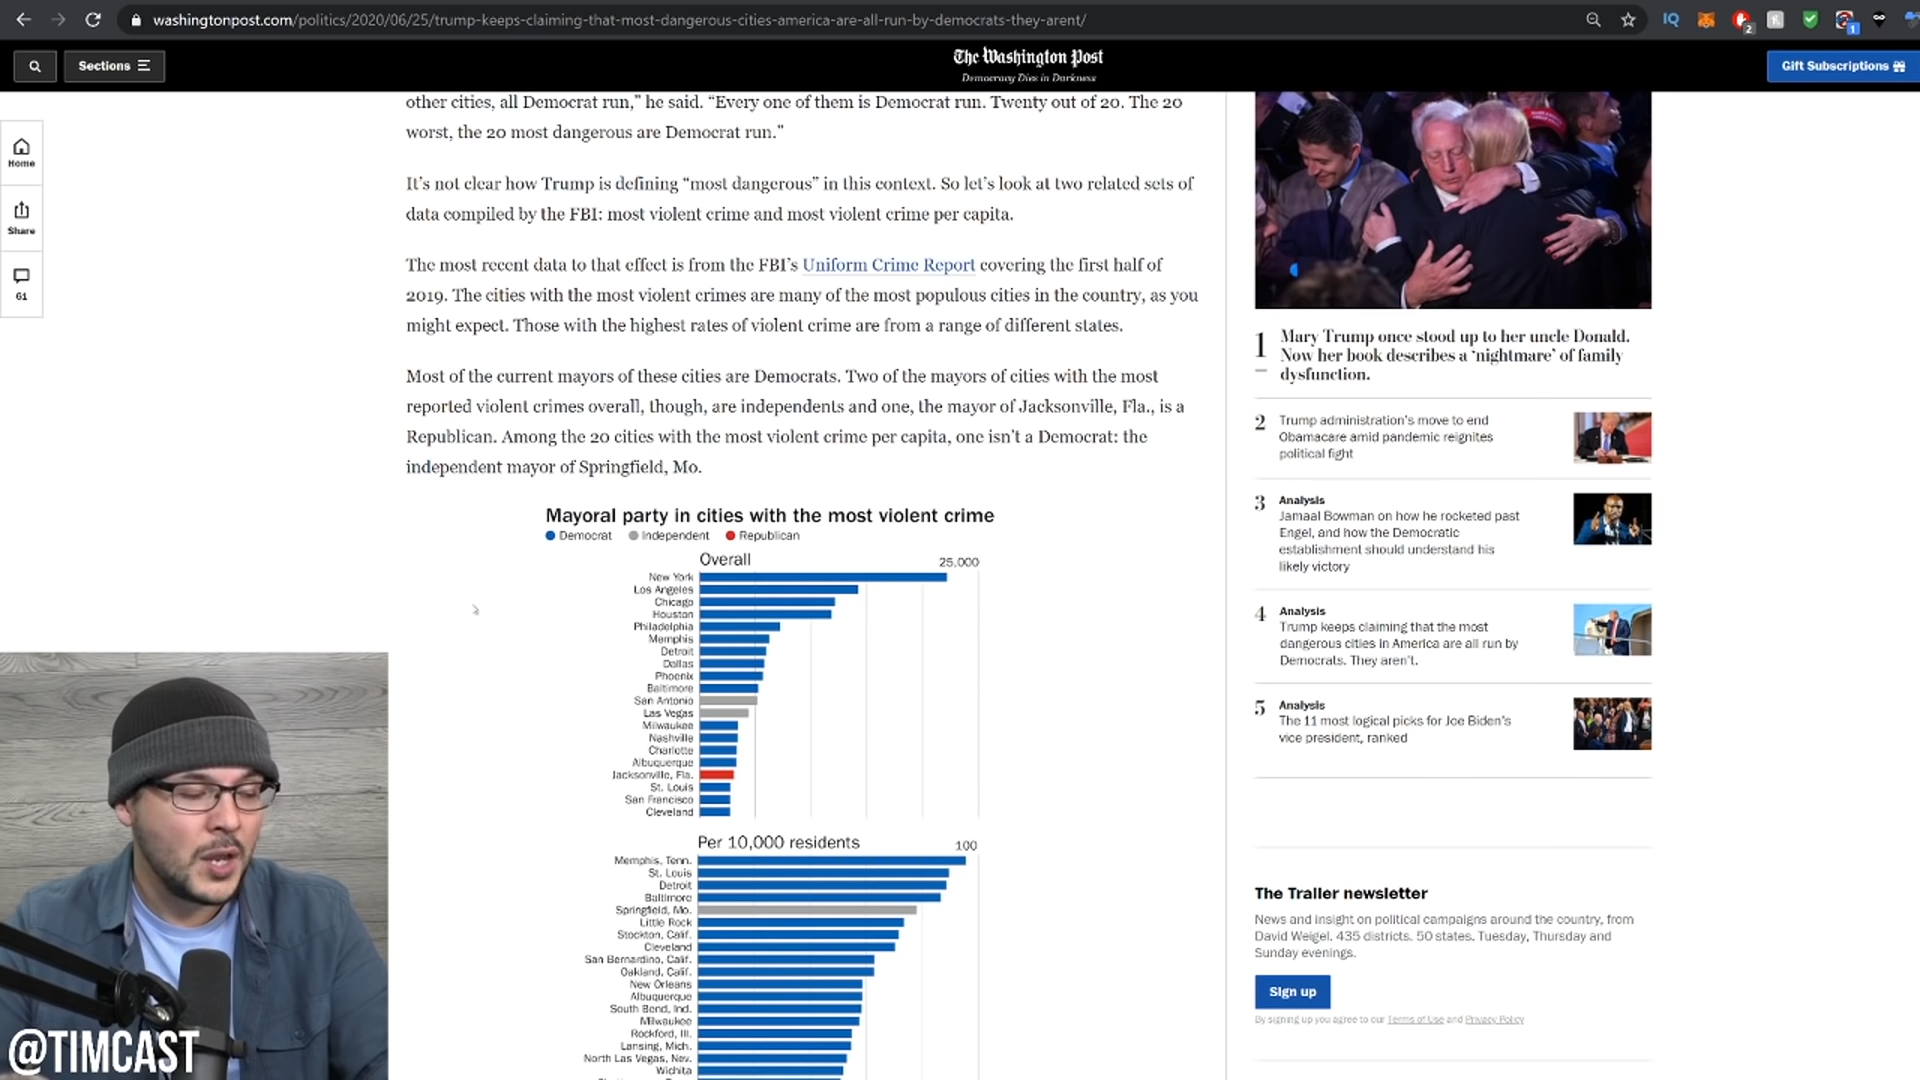 washingtonpost.com/politics/2020/06/25/trump-keeps-claiming-that-most-dangerous-cities-america-are-all-run-by-democrats-they-arent/
IQ
2
1
Sections
The Washington Post
Democracy Dies in Darkness
Gift Subscriptions
Home
Share
61
other cities, all Democrat run,” he said. “Every one of them is Democrat run. Twenty out of 20. The 20
worst, the 20 most dangerous are Democrat run.”
It’s not clear how Trump is defining “most dangerous” in this context. So let’s look at two related sets of
data compiled by the FBI: most violent crime and most violent crime per capita.
The most recent data to that effect is from the FBI’s Uniform Crime Report covering the first half of
2019. The cities with the most violent crimes are many of the most populous cities in the country, as you
might expect. Those with the highest rates of violent crime are from a range of different states.
Most of the current mayors of these cities are Democrats. Two of the mayors of cities with the most
reported violent crimes overall, though, are independents and one, the mayor of Jacksonville, Fla., is a
Republican. Among the 20 cities with the most violent crime per capita, one isn’t a Democrat: the
independent mayor of Springfield, Mo.
Mayoral party in cities with the most violent crime
Democrat Independent Republican
Overall 25,000
New York
Los Angeles
Chicago
Houston
Philadelphia
Memphis
Detroit
Dallas
Phoenix
Baltimore
San Antonio
Las Vegas
Milwaukee
Nashville
Charlotte
Albuquerque
Jacksonville, Fla.
St. Louis
San Francisco
Cleveland
Per 10,000 residents 100
Memphis, Tenn.
St. Louis
Detroit
Baltimore
Springfield, Mo.
Little Rock
Stockton, Calif.
Cleveland
San Bernardino, Calif.
Oakland, Calif.
New Orleans
Albuquerque
South Bend, Ind.
Milwaukee
Rockford, Ill.
Lansing, Mich.
North Las Vegas, Nev.
Wichita
1
Mary Trump once stood up to her uncle Donald.
Now her book describes a ‘nightmare’ of family
dysfunction.
2
Trump administration’s move to end
Obamacare amid pandemic reignites
political fight
3
Analysis
Jamaal Bowman on how he rocketed past
Engel, and how the Democratic
establishment should understand his
likely victory
4
Analysis
Trump keeps claiming that the most
dangerous cities in America are all run by
Democrats. They aren’t.
5
Analysis
The 11 most logical picks for Joe Biden’s
vice president, ranked
The Trailer newsletter
News and insight on political campaigns around the country, from
David Weigel. 435 districts. 50 states. Tuesday, Thursday and
Sunday evenings.
Sign up
By signing up you agree to our Terms of Use and Privacy Policy
@TIMCAST